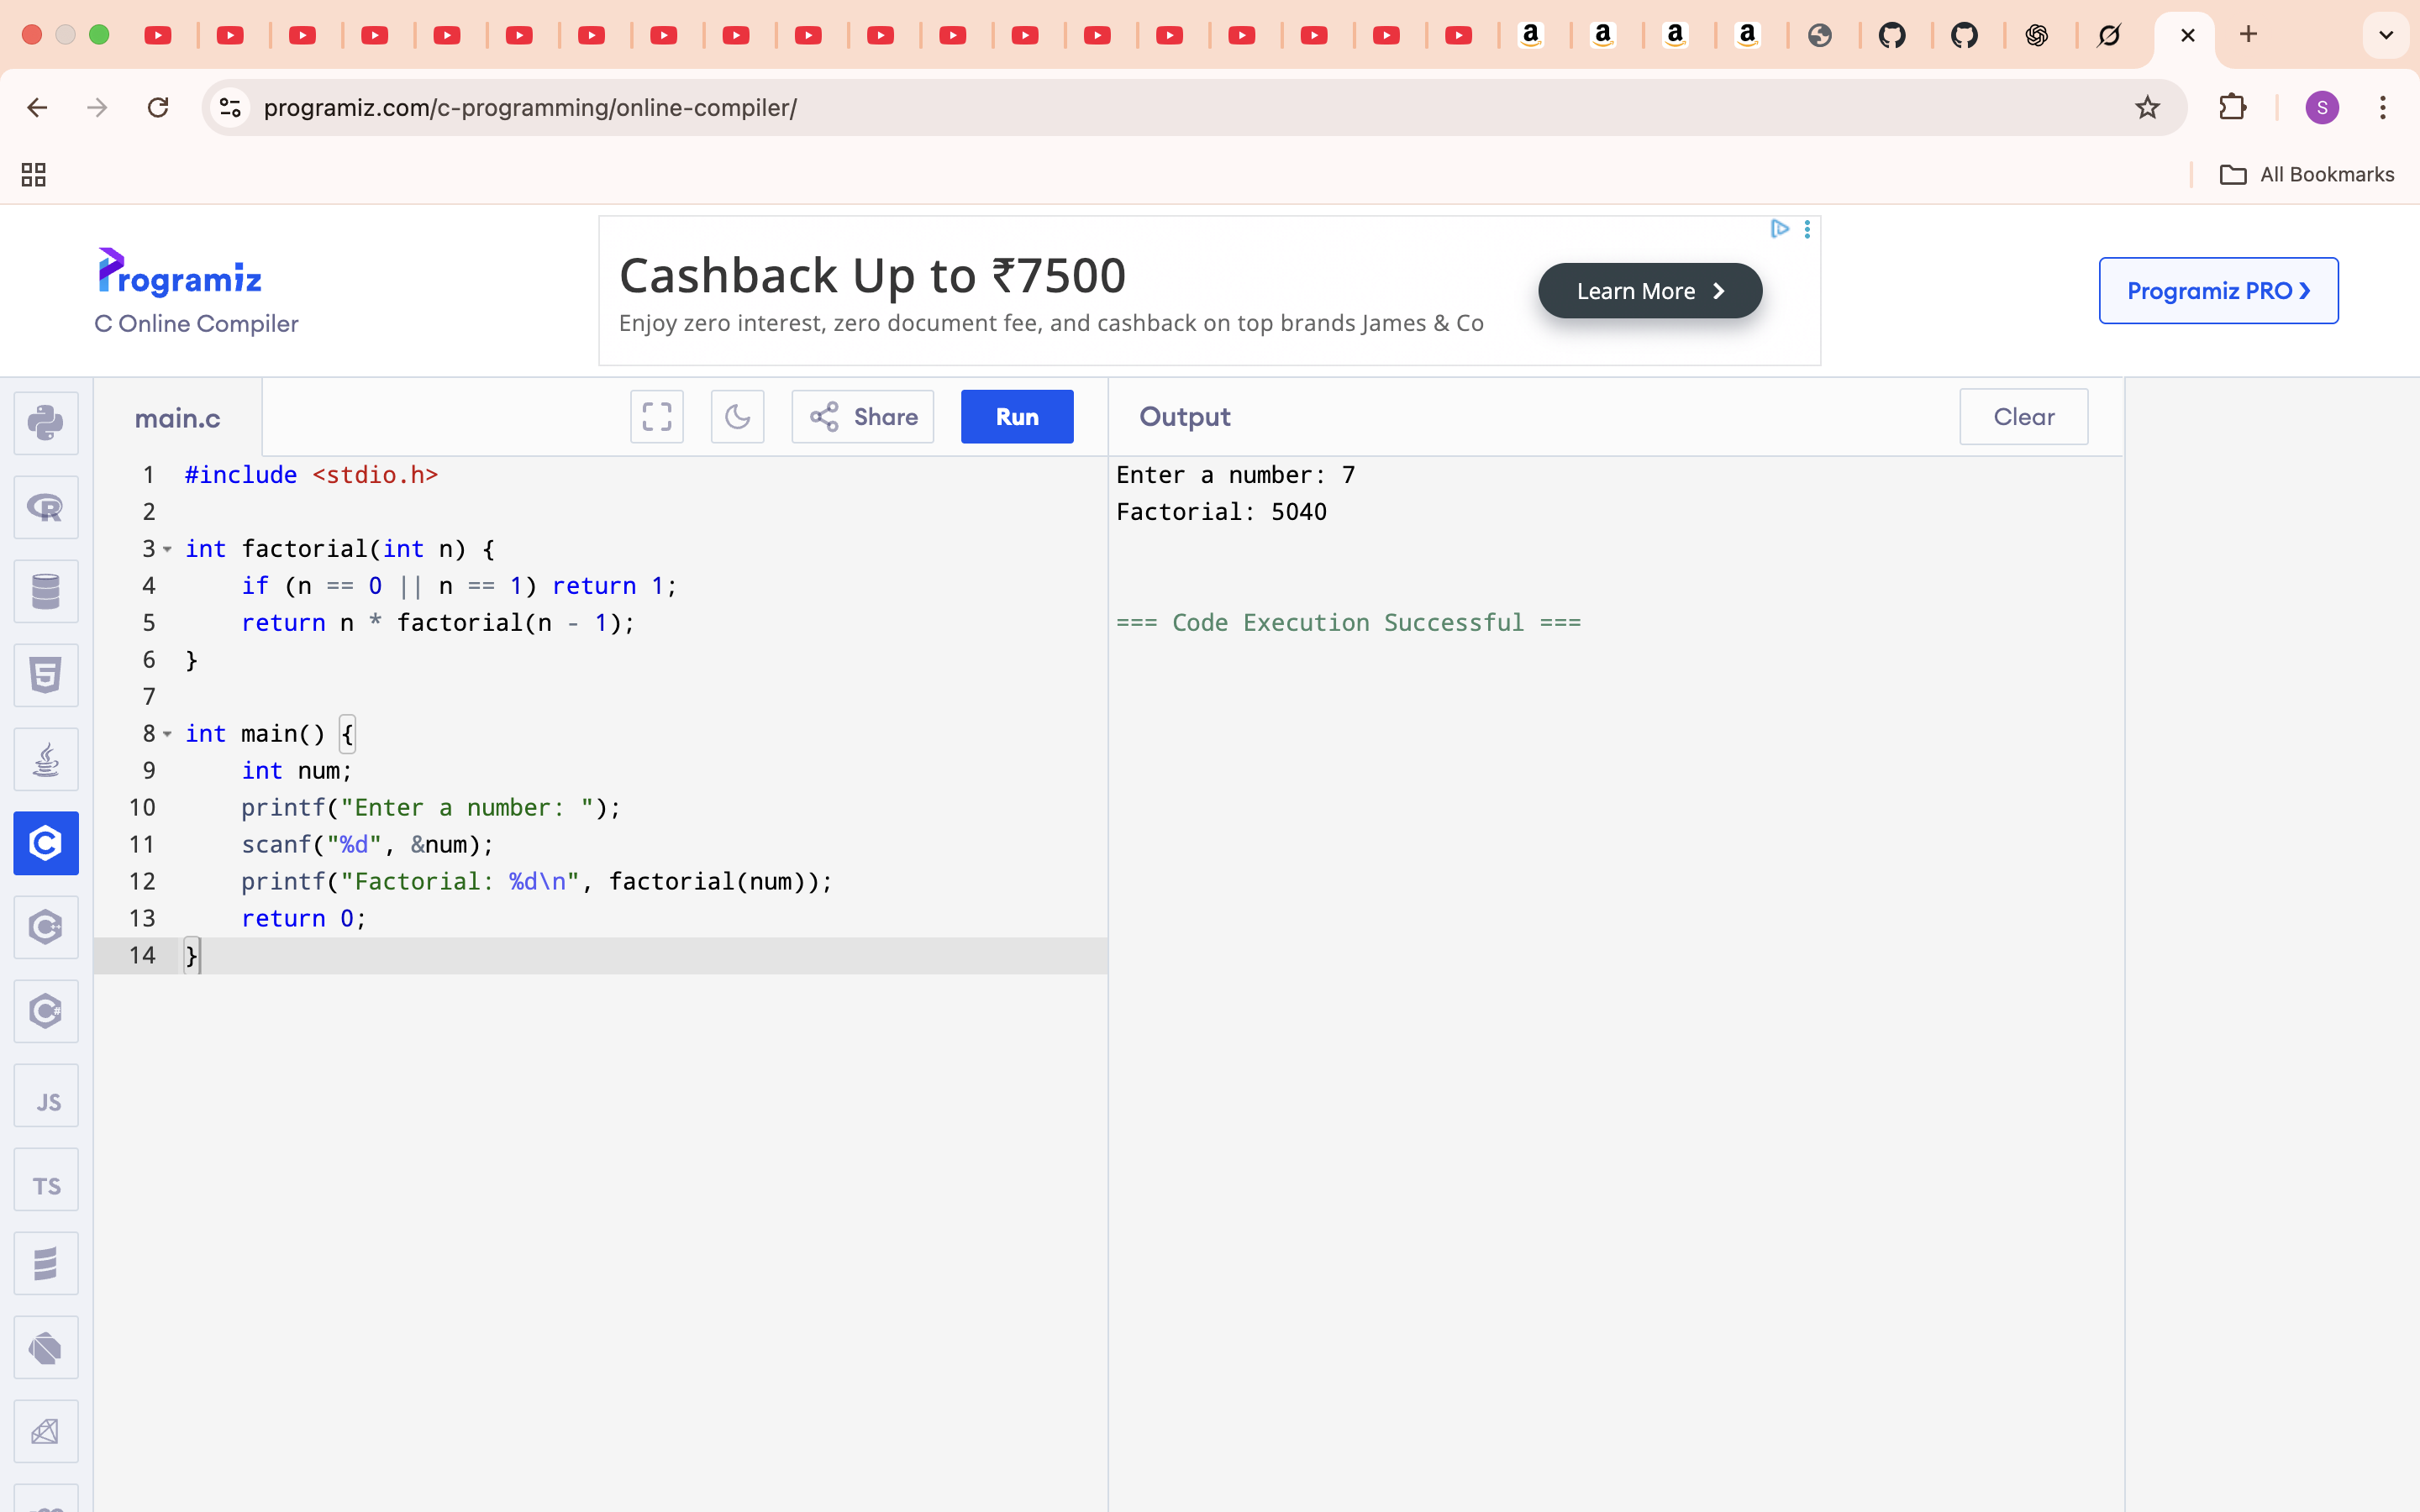 programiz.com/c-programming/online-compiler/
S
All Bookmarks
Programiz
C Online Compiler
Cashback Up to ₹7500
Enjoy zero interest, zero document fee, and cashback on top brands James & Co
Learn More
Programiz PRO
main.c
Share
Run
Output
Clear
1 #include <stdio.h>
2
3 int factorial(int n) {
4     if (n == 0 || n == 1) return 1;
5     return n * factorial(n - 1);
6 }
7
8 int main() {
9     int num;
10     printf("Enter a number: ");
11     scanf("%d", &num);
12     printf("Factorial: %d\n", factorial(num));
13     return 0;
14 }
Enter a number: 7
Factorial: 5040
=== Code Execution Successful ===
JS
TS